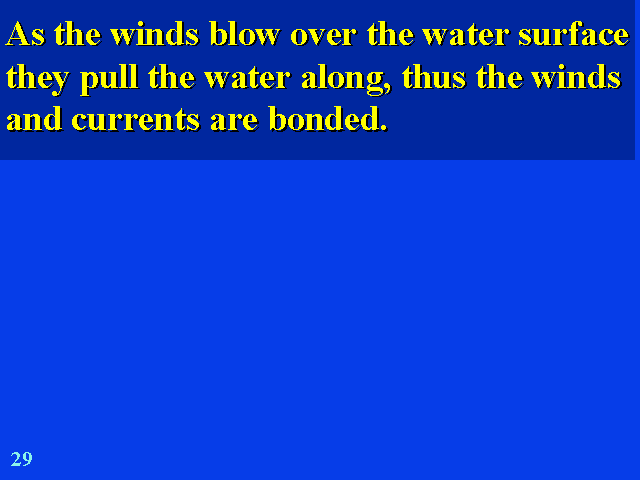 As the winds blow over the water surface
they pull the water along, thus the winds
and currents are bonded.
29